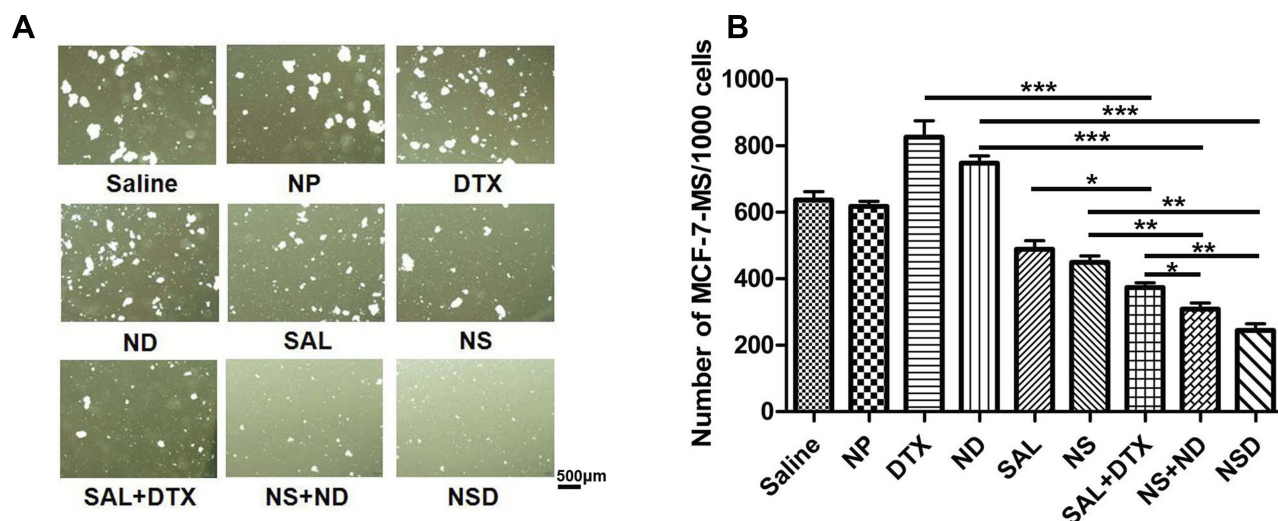 A
Saline NP DTX
ND SAL NS
SAL+DTX NS+ND NSD
500µm
B
Number of MCF-7-MS/1000 cells
1000
800
600
400
200
0
***
***
***
*
**
**
**
*
Saline NP DTX ND SAL NS SAL+DTX NS+ND NSD